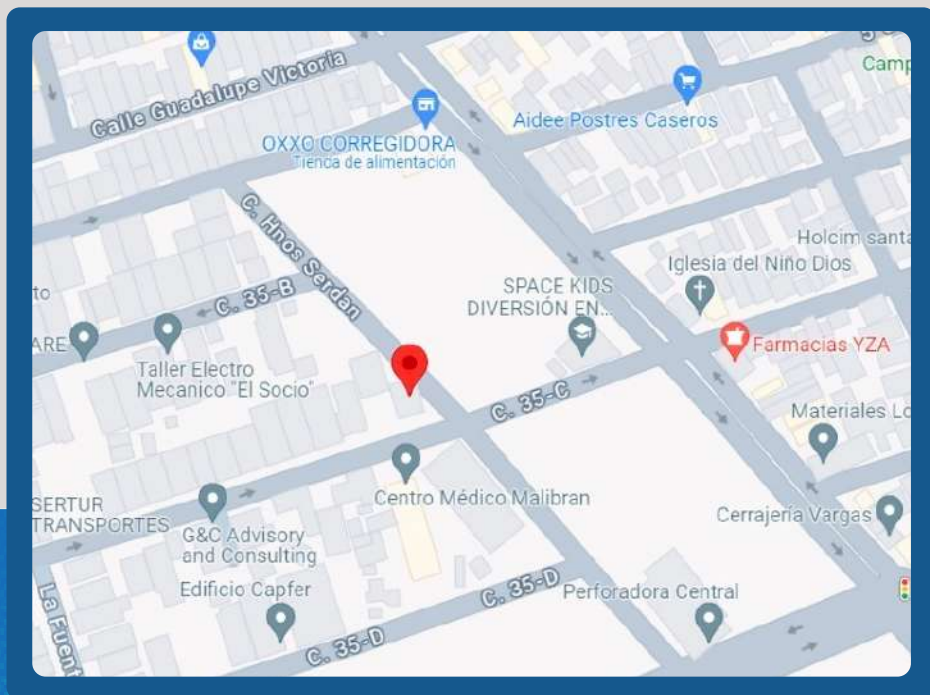 Calle Guadalupe Victoria
OXXO CORREGIDORA
Tienda de alimentación
Aidee Postres Caseros
Camp
C. Hnos Serdan
Holcim santa
Iglesia del Niño Dios
SPACE KIDS
DIVERSIÓN EN...
C. 35-B
to
ARE
Taller Electro
Mecanico "El Socio"
Farmacias YZA
C. 35-C
Materiales Lo
Centro Médico Malibran
SERTUR
TRANSPORTES
G&C Advisory
and Consulting
Cerrajería Vargas
Edificio Capfer
C. 35-D
Perforadora Central
La Fuent
C. 35-D